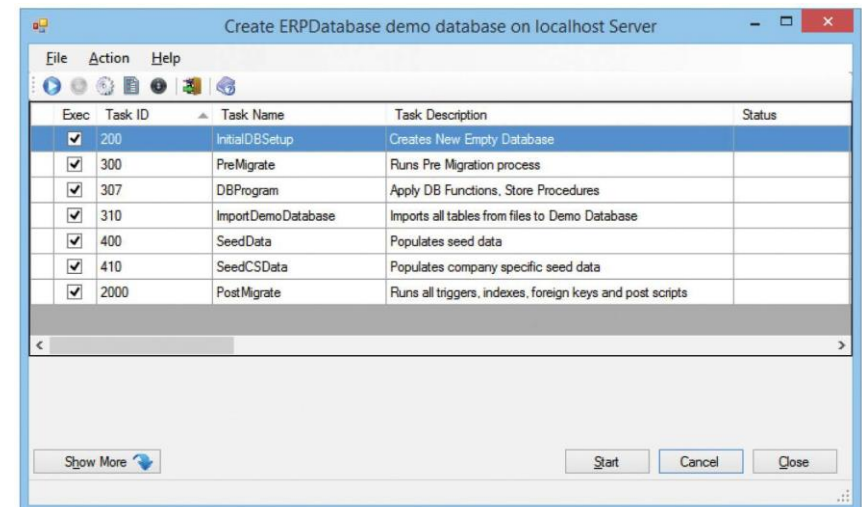 Create ERPDatabase demo database on localhost Server
File Action Help
Exec Task ID Task Name Task Description Status
200 InitialDBSetup Creates New Empty Database
300 PreMigrate Runs Pre Migration process
307 DBProgram Apply DB Functions, Store Procedures
310 ImportDemoDatabase Imports all tables from files to Demo Database
400 SeedData Populates seed data
410 SeedCSData Populates company specific seed data
2000 PostMigrate Runs all triggers, indexes, foreign keys and post scripts
Show More Start Cancel Close